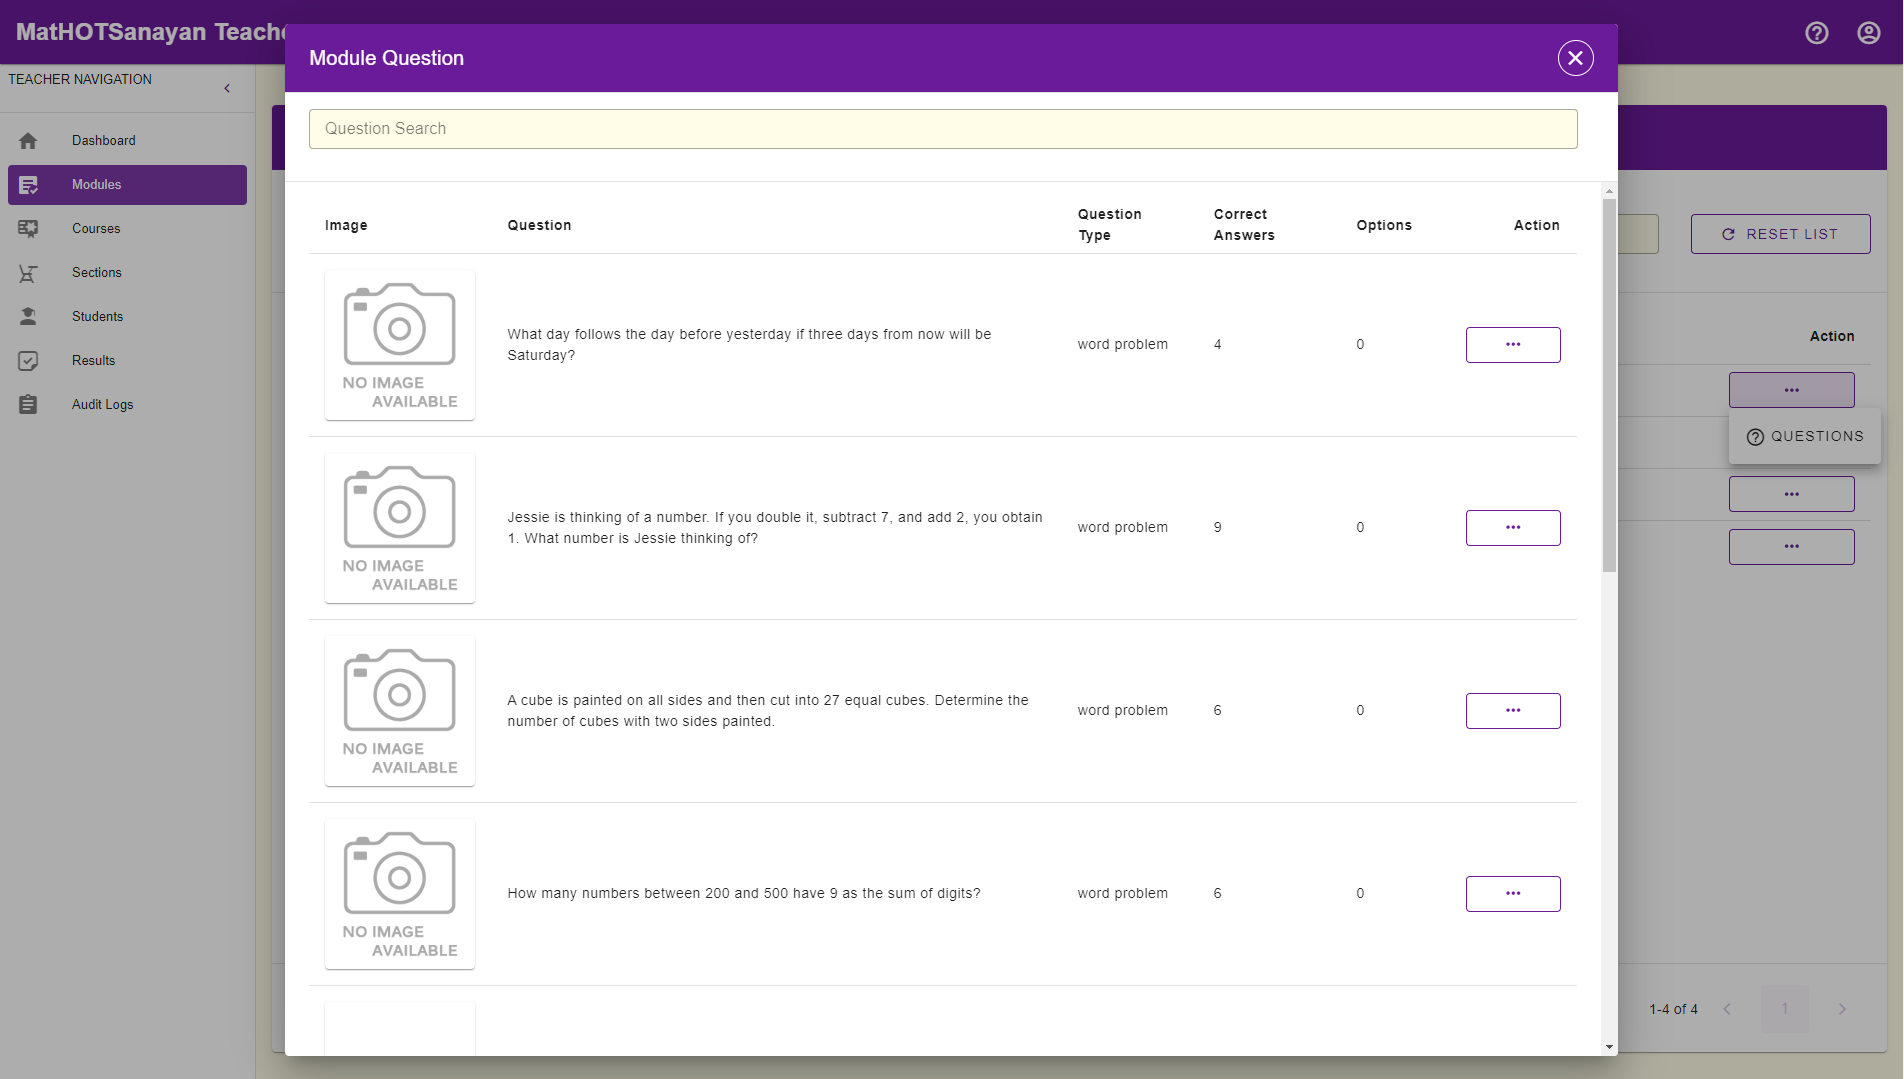 MatHOTSanayan Teache
Module Question
TEACHER NAVIGATION
Dashboard
Modules
Courses
Sections
Students
Results
Audit Logs
Question Search
Image
Question
Question Type
Correct Answers
Options
Action
NO IMAGE
AVAILABLE
What day follows the day before yesterday if three days from now will be
Saturday?
word problem
4
0
NO IMAGE
AVAILABLE
Jessie is thinking of a number. If you double it, subtract 7, and add 2, you obtain
1. What number is Jessie thinking of?
word problem
9
0
NO IMAGE
AVAILABLE
A cube is painted on all sides and then cut into 27 equal cubes. Determine the
number of cubes with two sides painted.
word problem
6
0
NO IMAGE
AVAILABLE
How many numbers between 200 and 500 have 9 as the sum of digits?
word problem
6
0
RESET LIST
Action
QUESTIONS
1-4 of 4
1